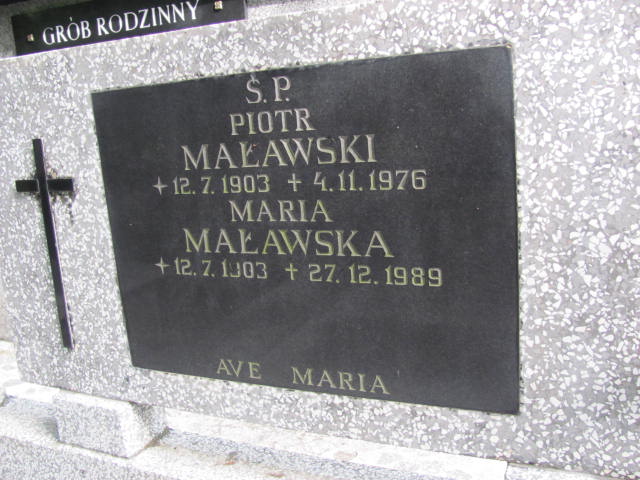 GRÓB RODZINNY
Ś.P.
PIOTR
MAŁAWSKI
+12.7.1903 + 4.11.1976
MARIA
MAŁAWSKA
+12.7.1903 + 27.12.1989
AVE MARIA